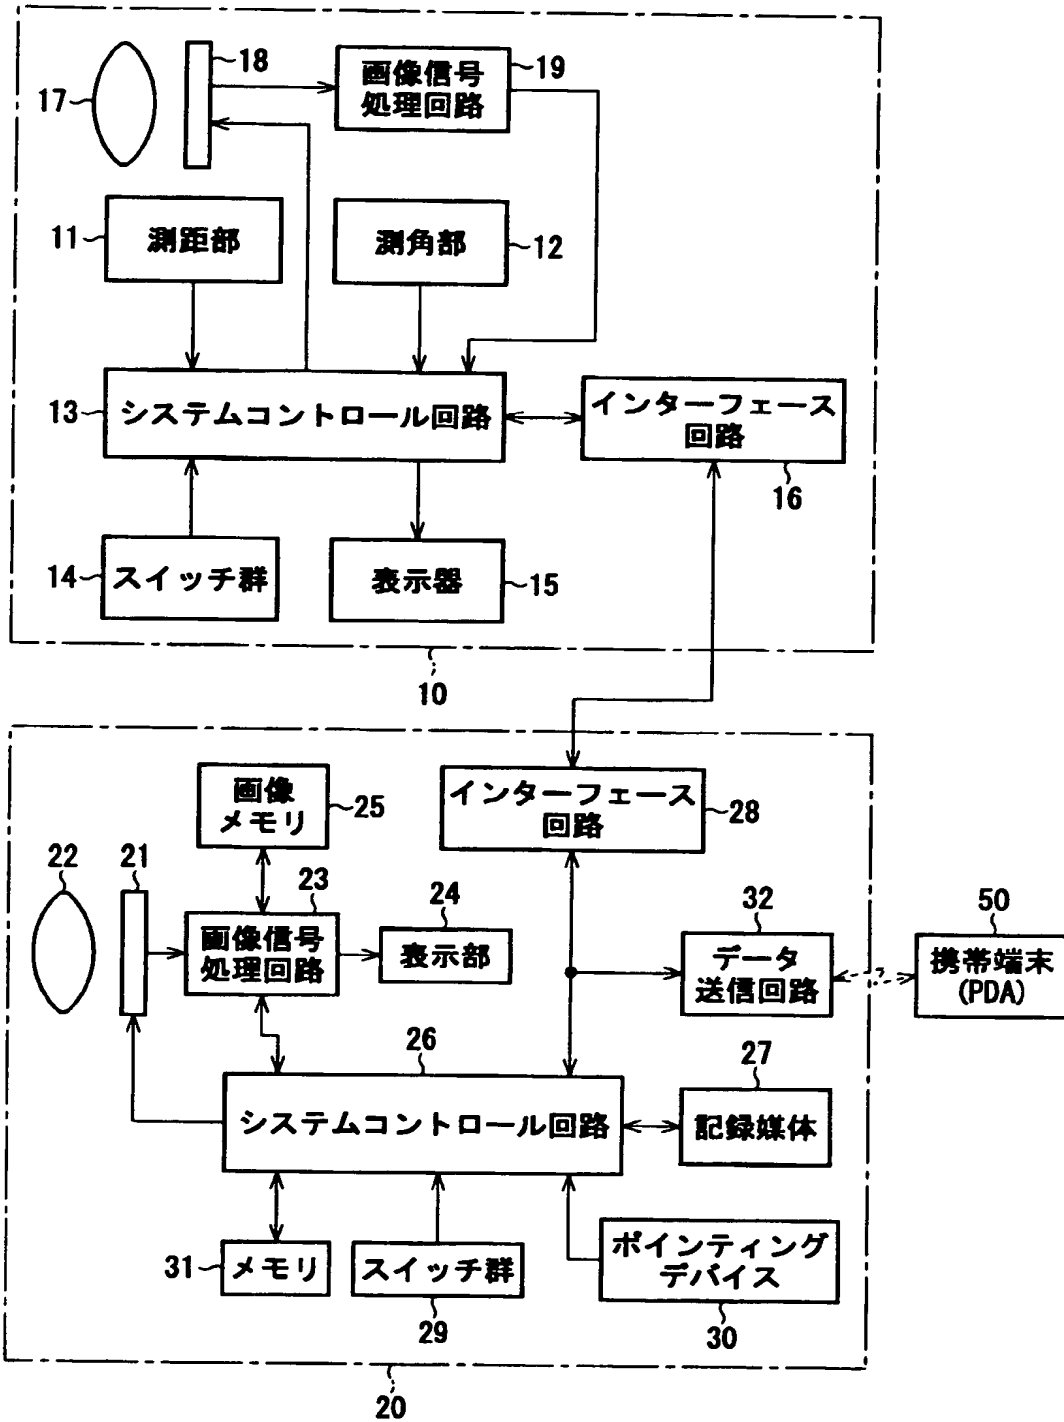 17
18
画像信号
処理回路
19
11
測距部
測角部
12
13
システムコントロール回路
インターフェース
回路
16
14
スイッチ群
表示器
15
10
画像
メモリ
25
インターフェース
回路
28
22
21
23
画像信号
処理回路
24
表示部
32
データ
送信回路
50
携帯端末
(PDA)
26
システムコントロール回路
27
記録媒体
31
メモリ
スイッチ群
29
ポインティング
デバイス
30
20